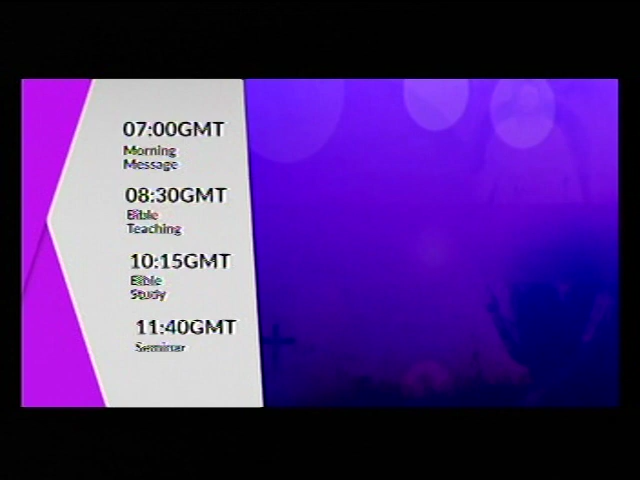 07:00GMT
Morning
Message
08:30GMT
Bible
Teaching
10:15GMT
Bible
Study
11:40GMT
Seminar